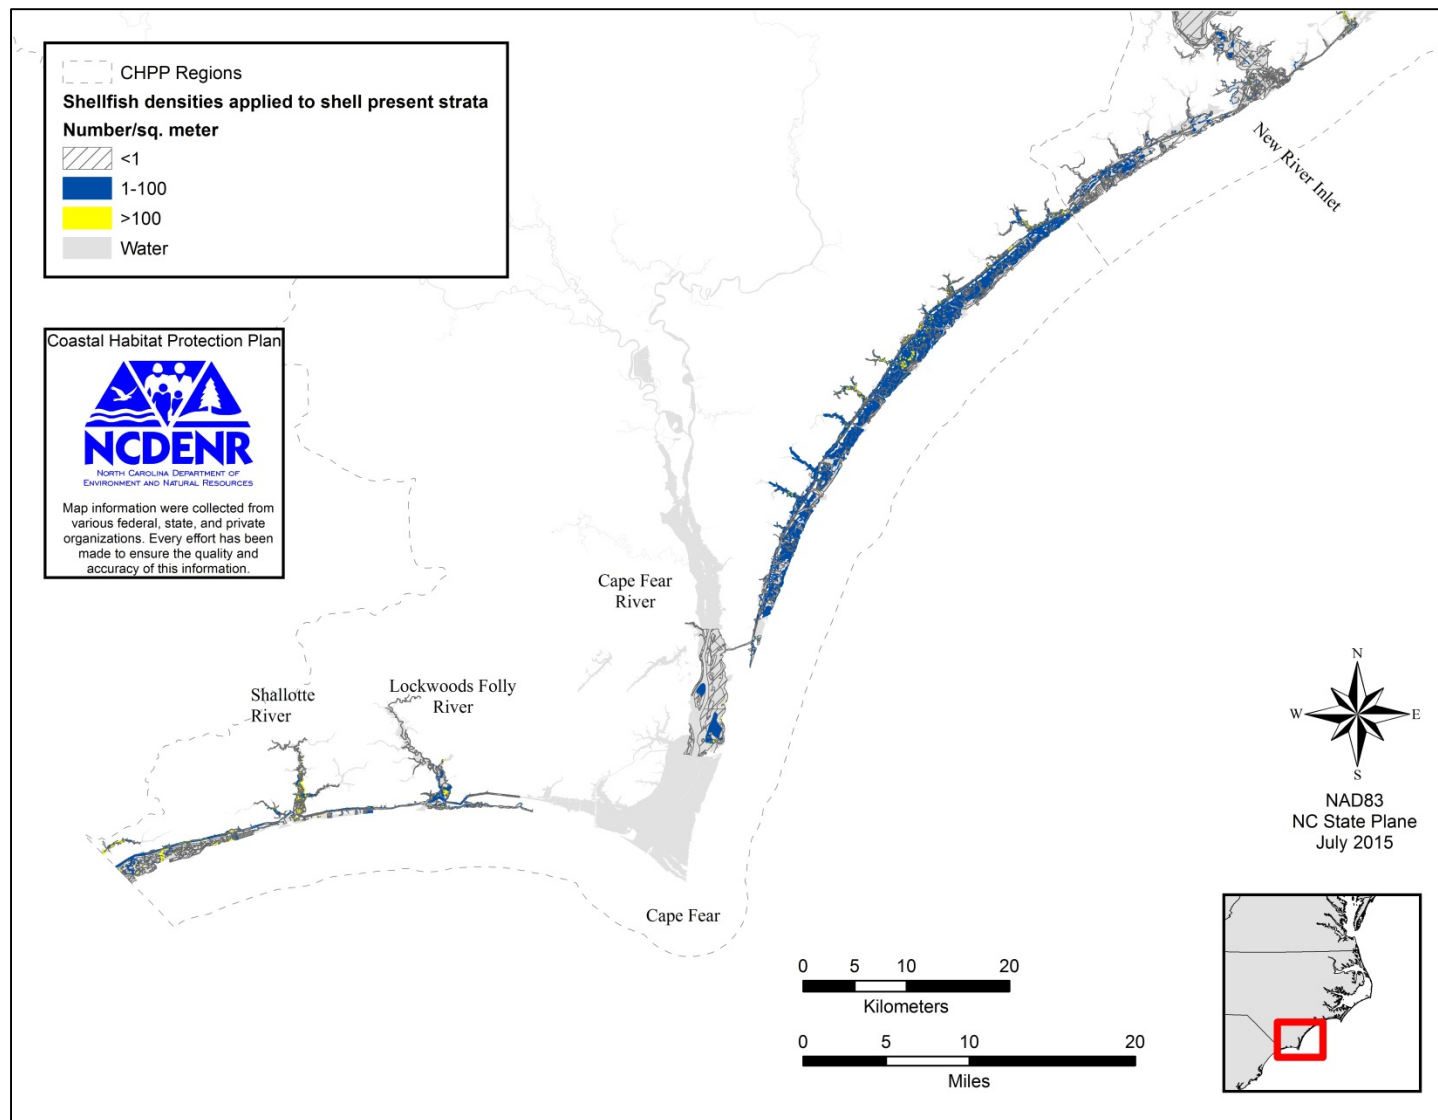 CHPP Regions
Shellfish densities applied to shell present strata
Number/sq. meter
<1
1-100
>100
Water
Coastal Habitat Protection Plan
NCDENR
NORTH CAROLINA DEPARTMENT OF
ENVIRONMENT AND NATURAL RESOURCES
Map information were collected from
various federal, state, and private
organizations. Every effort has been
made to ensure the quality and
accuracy of this information.
New River Inlet
Cape Fear
River
Shallotte
River
Lockwoods Folly
River
Cape Fear
N
W
E
S
NAD83
NC State Plane
July 2015
0 5 10 20
Kilometers
0 5 10 20
Miles